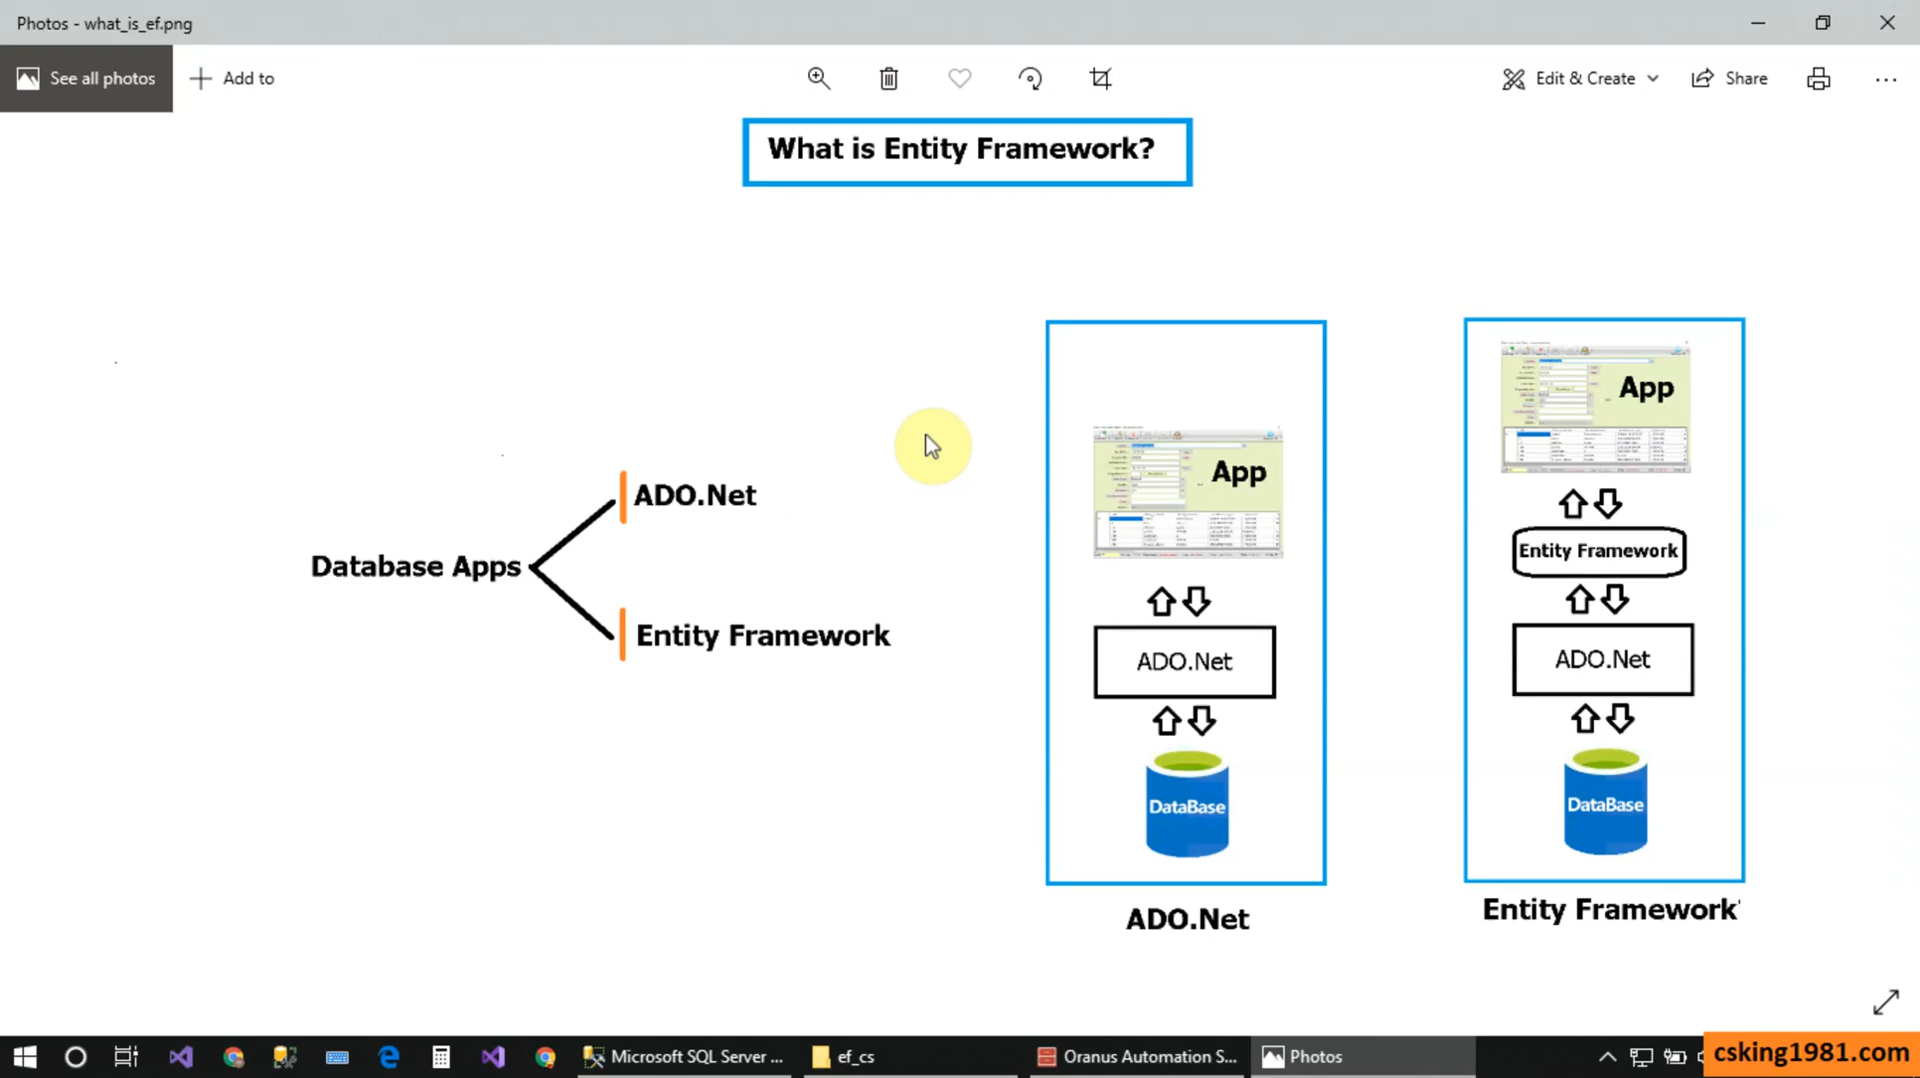 Photos - what_is_ef.png
See all photos
Add to
Edit & Create
Share
What is Entity Framework?
Database Apps
ADO.Net
Entity Framework
App
ADO.Net
DataBase
ADO.Net
App
Entity Framework
ADO.Net
DataBase
Entity Framework
Microsoft SQL Server ...
ef_cs
Oranus Automation S...
Photos
csking1981.com